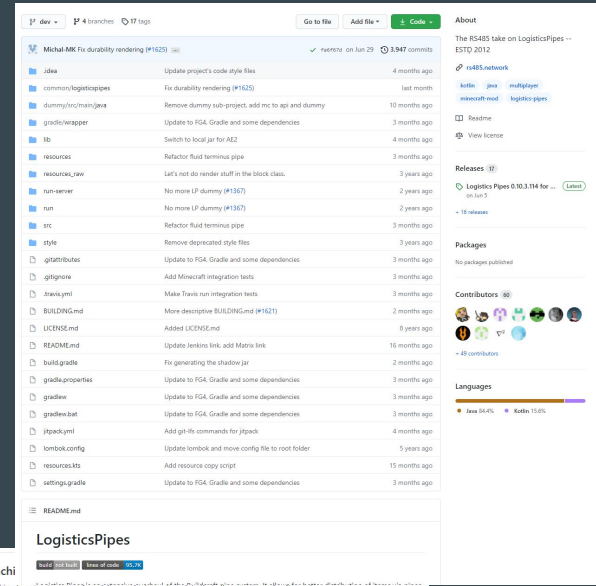 dev
4 branches
17 tags
Go to file
Add file
Code
Michal-MK Fix durability rendering (#1625)
on Jun 29
3.947 commits
.idea Update project's code style files 4 months ago
common/logisticspipes Fix durability rendering (#1625) last month
dummy/src/main/java Remove dummy sub-project, add mc to api and dummy 10 months ago
gradle/wrapper Update to FG4, Gradle and some dependencies 3 months ago
lib Switch to local jar for AE2 4 months ago
resources Refactor fluid terminus pipe 3 months ago
resources_raw Let's not do render stuff in the block class. 3 years ago
run-server No more LP dummy (#1367) 2 years ago
run No more LP dummy (#1367) 2 years ago
src Refactor fluid terminus pipe 3 months ago
style Remove deprecated style files 3 years ago
.gitattributes Update to FG4, Gradle and some dependencies 3 months ago
.gitignore Add Minecraft integration tests 3 months ago
.travis.yml Make Travis run integration tests 3 months ago
BUILDING.md More descriptive BUILDING.md (#1621) 2 months ago
LICENSE.md Added LICENSE.md 8 years ago
README.md Update Jenkins link, add Matrix link 16 months ago
build.gradle Fix generating the shadow jar 2 months ago
gradle.properties Update to FG4, Gradle and some dependencies 3 months ago
gradlew Update to FG4, Gradle and some dependencies 3 months ago
gradlew.bat Update to FG4, Gradle and some dependencies 3 months ago
jitpack.yml Add git-lfs commands for jitpack 4 months ago
lombok.config Update lombok and move config file to root folder 5 years ago
resources.kts Add resource copy script 15 months ago
settings.gradle Update to FG4, Gradle and some dependencies 3 months ago
README.md
LogisticsPipes
build not built lines of code 95.7K
About
The RS485 take on LogisticsPipes --
ESTD 2012
rs485.network
kotlin java multiplayer
minecraft-mod logistics-pipes
Readme
View license
Releases 17
Logistics Pipes 0.10.3.114 for ... Latest
on Jun 5
+ 16 releases
Packages
No packages published
Contributors 60
+ 49 contributors
Languages
Java 84.4% Kotlin 15.6%
achi